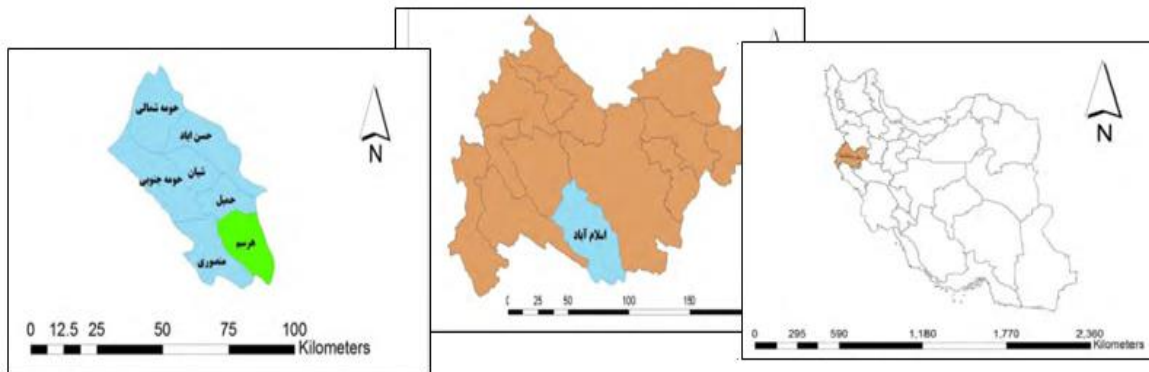 N
حومه شمالی
حسن اباد
شیان
حومه جنوبی
حمیل
هرسم
منصوری
0 12.5 25 50 75 100
Kilometers
اسلام آباد
0 25 50 100 150
N
0 295 590 1,180 1,770 2,360
Kilometers